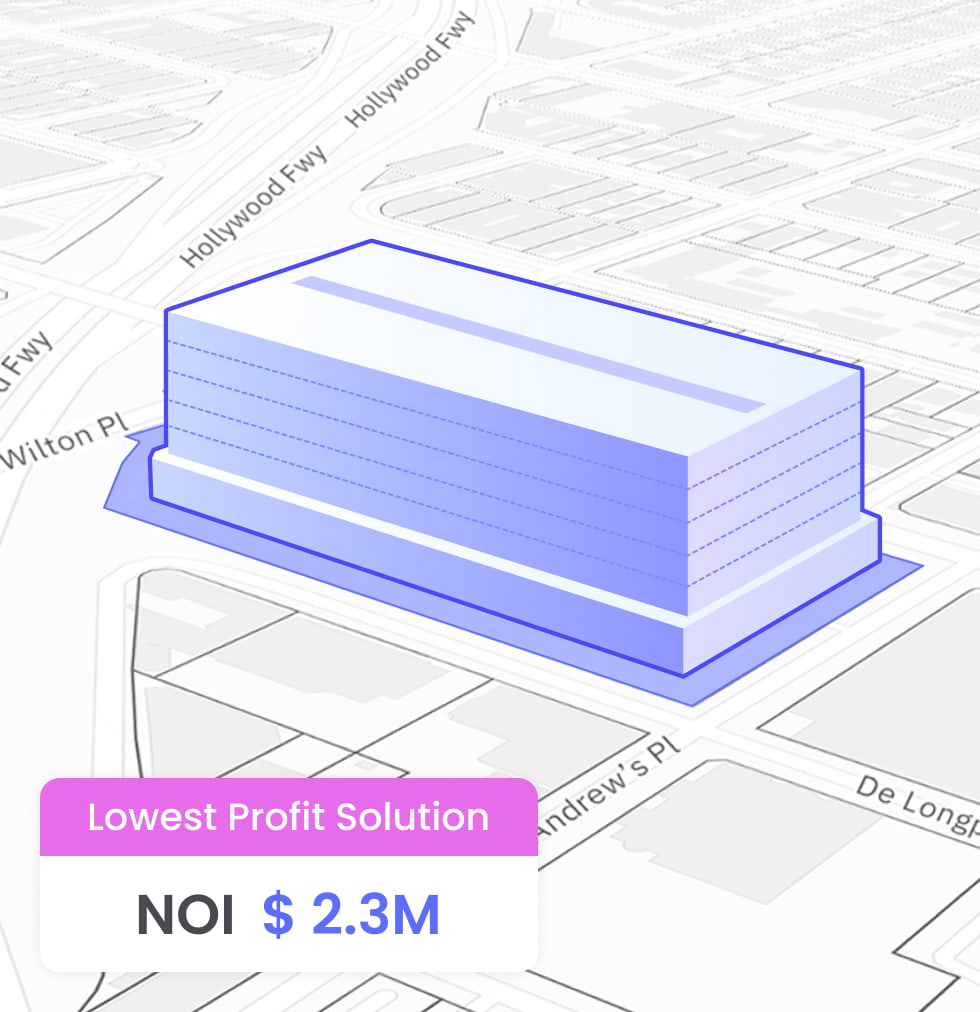 Hollywood Fwy
Hollywood Fwy
Fwy
Wilton Pl
Andrew's Pl
De Longp
Lowest Profit Solution
NOI $ 2.3M